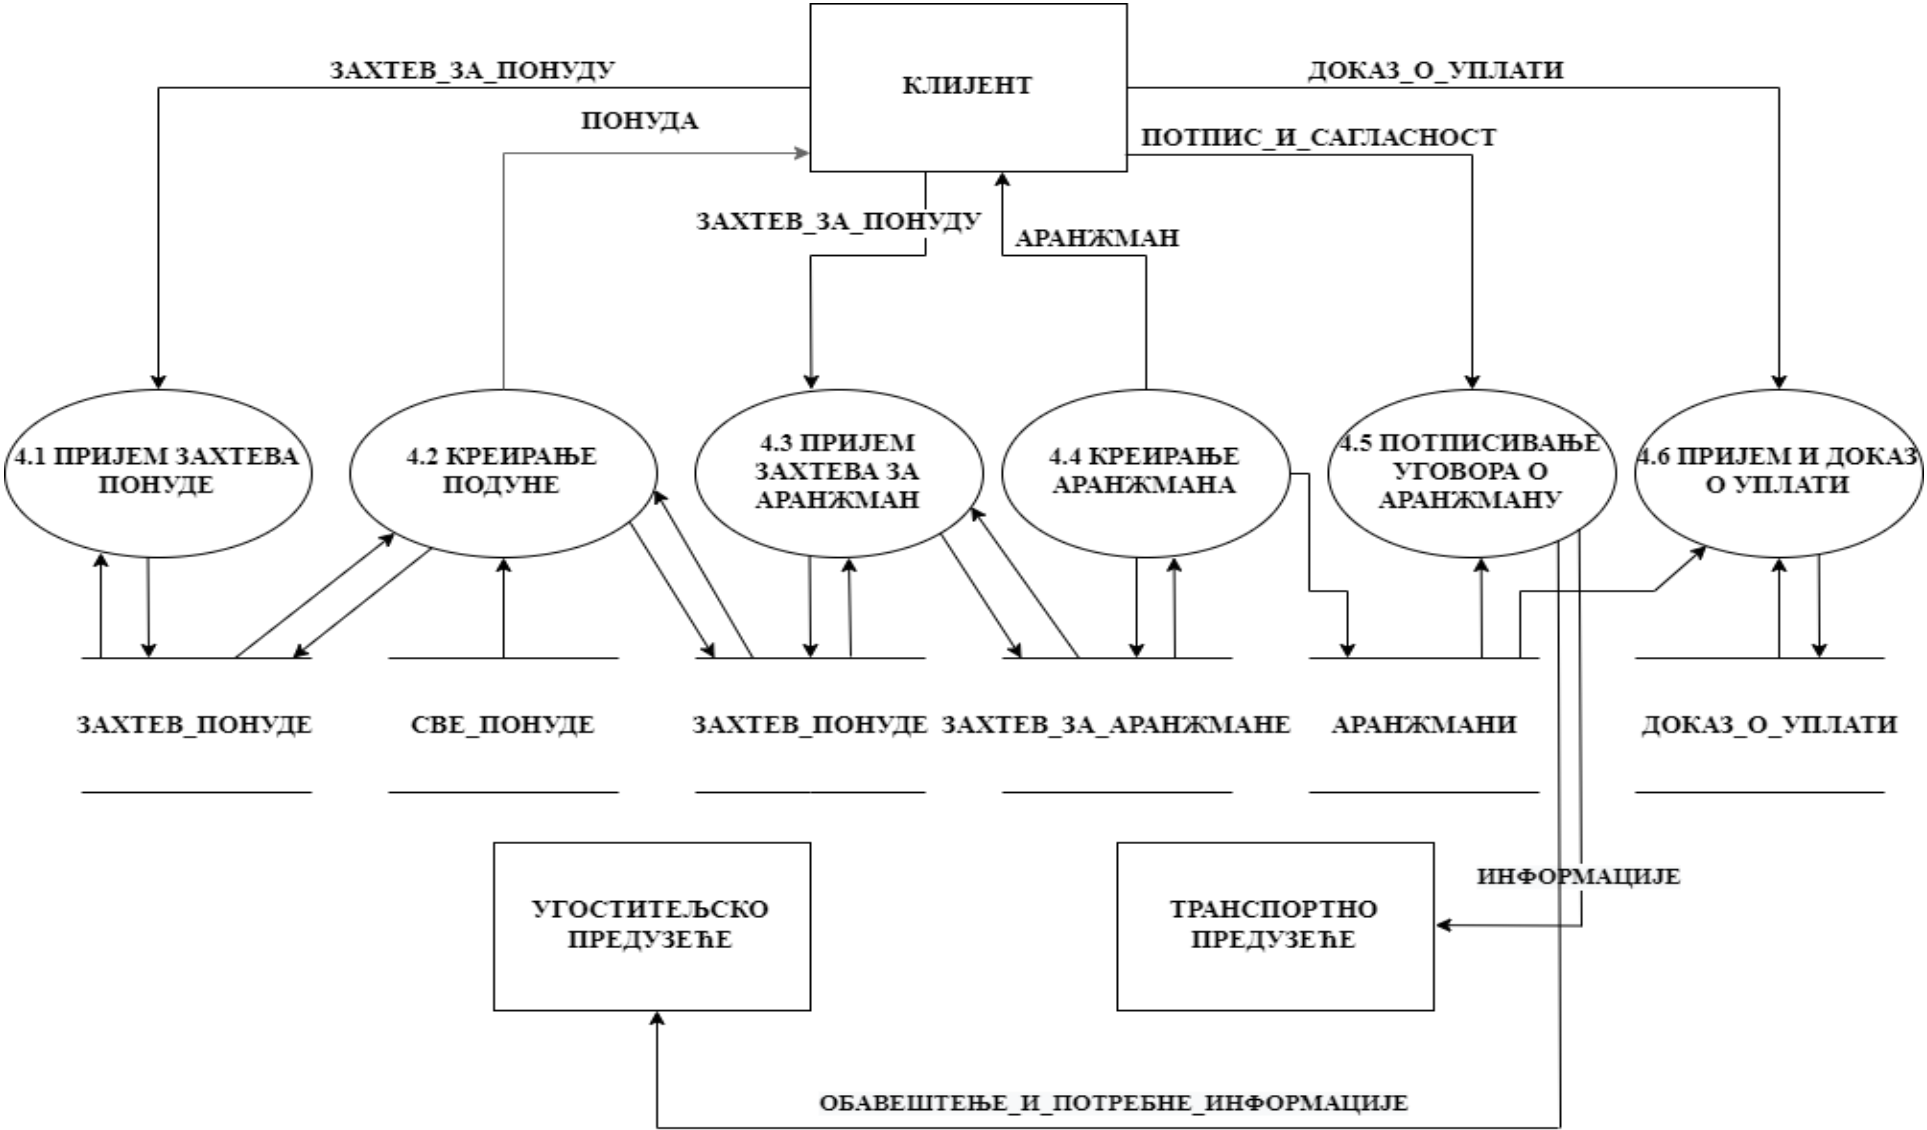 КЛИЈЕНТ
ЗАХТЕВ_ЗА_ПОНУДУ
ДОКАЗ_О_УПЛАТИ
ПОНУДА
ПОТПИС_И_САГЛАСНОСТ
ЗАХТЕВ_ЗА_ПОНУДУ
АРАНЖМАН
4.1 ПРИЈЕМ ЗАХТЕВА
ПОНУДЕ
4.2 КРЕИРАЊЕ
ПОДУНЕ
4.3 ПРИЈЕМ
ЗАХТЕВА ЗА
АРАНЖМАН
4.4 КРЕИРАЊЕ
АРАНЖМАНА
4.5 ПОТПИСИВАЊЕ
УГОВОРА О
АРАНЖМАНУ
4.6 ПРИЈЕМ И ДОКАЗ
О УПЛАТИ
ЗАХТЕВ_ПОНУДЕ
СВЕ_ПОНУДЕ
ЗАХТЕВ_ПОНУДЕ
ЗАХТЕВ_ЗА_АРАНЖМАНЕ
АРАНЖМАНИ
ДОКАЗ_О_УПЛАТИ
УГОСТИТЕЉСКО
ПРЕДУЗЕЋЕ
ТРАНСПОРТНО
ПРЕДУЗЕЋЕ
ИНФОРМАЦИЈЕ
ОБАВЕШТЕЊЕ_И_ПОТРЕБНЕ_ИНФОРМАЦИЈЕ